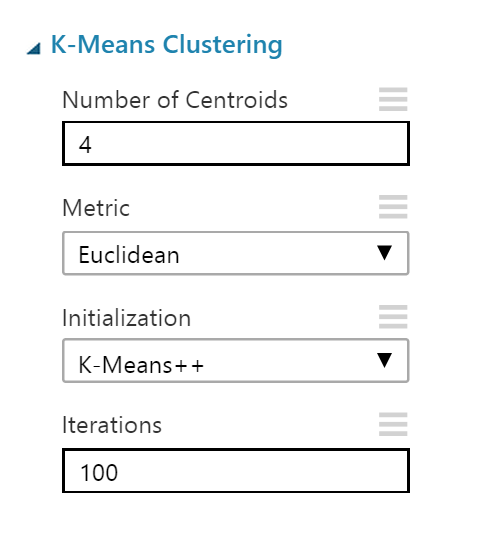 K-Means Clustering
Number of Centroids
4
Metric
Euclidean
Initialization
K-Means++
Iterations
100